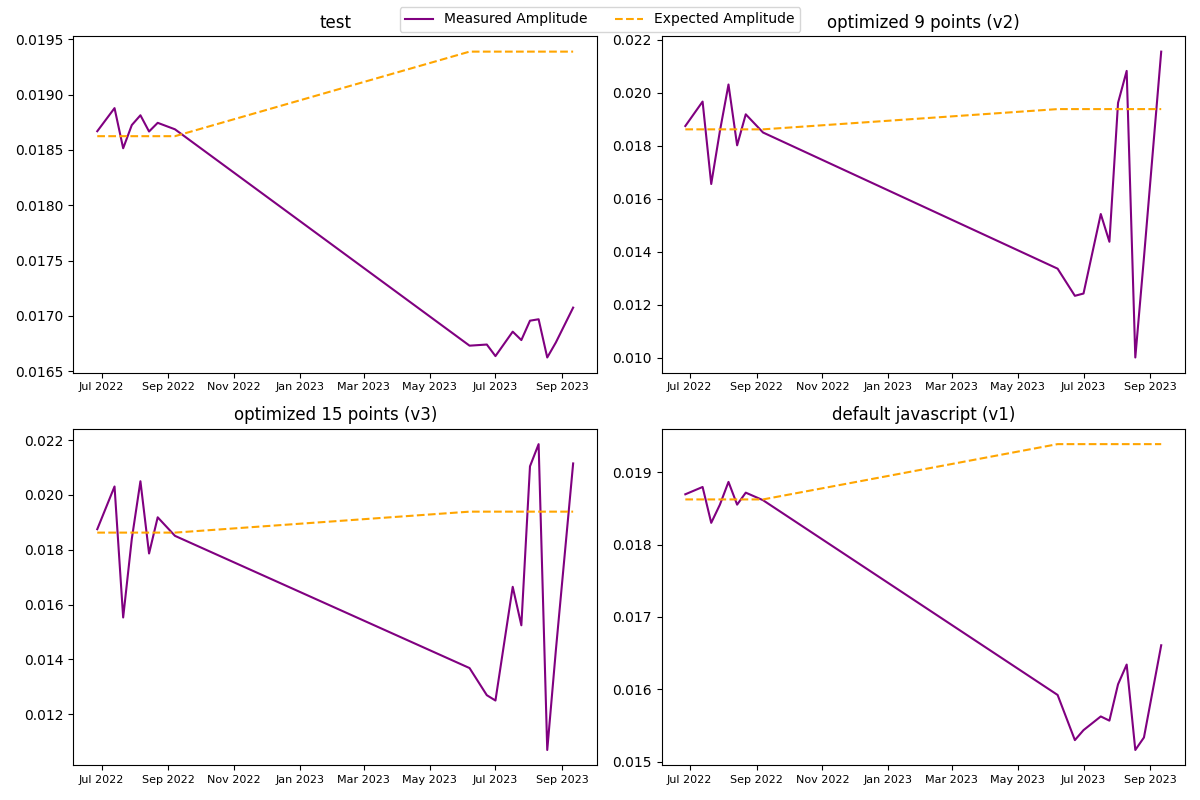 Measured Amplitude Expected Amplitude
test
0.0195
0.0190
0.0185
0.0180
0.0175
0.0170
0.0165
Jul 2022 Sep 2022 Nov 2022 Jan 2023 Mar 2023 May 2023 Jul 2023 Sep 2023
optimized 9 points (v2)
0.022
0.020
0.018
0.016
0.014
0.012
0.010
Jul 2022 Sep 2022 Nov 2022 Jan 2023 Mar 2023 May 2023 Jul 2023 Sep 2023
optimized 15 points (v3)
0.022
0.020
0.018
0.016
0.014
0.012
Jul 2022 Sep 2022 Nov 2022 Jan 2023 Mar 2023 May 2023 Jul 2023 Sep 2023
default javascript (v1)
0.019
0.018
0.017
0.016
0.015
Jul 2022 Sep 2022 Nov 2022 Jan 2023 Mar 2023 May 2023 Jul 2023 Sep 2023